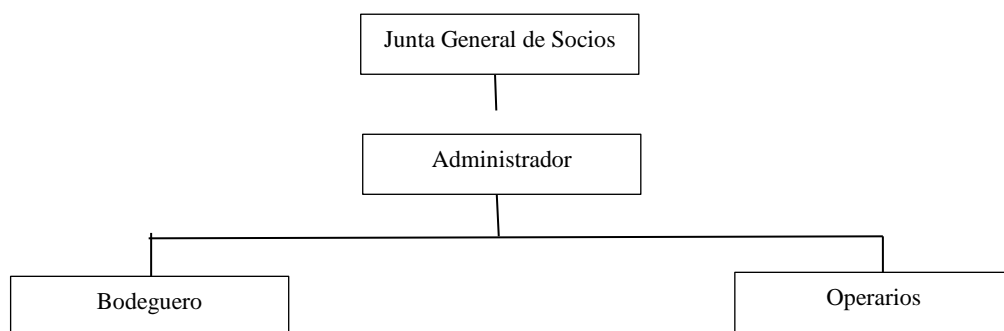 Junta General de Socios
Administrador
Bodeguero
Operarios